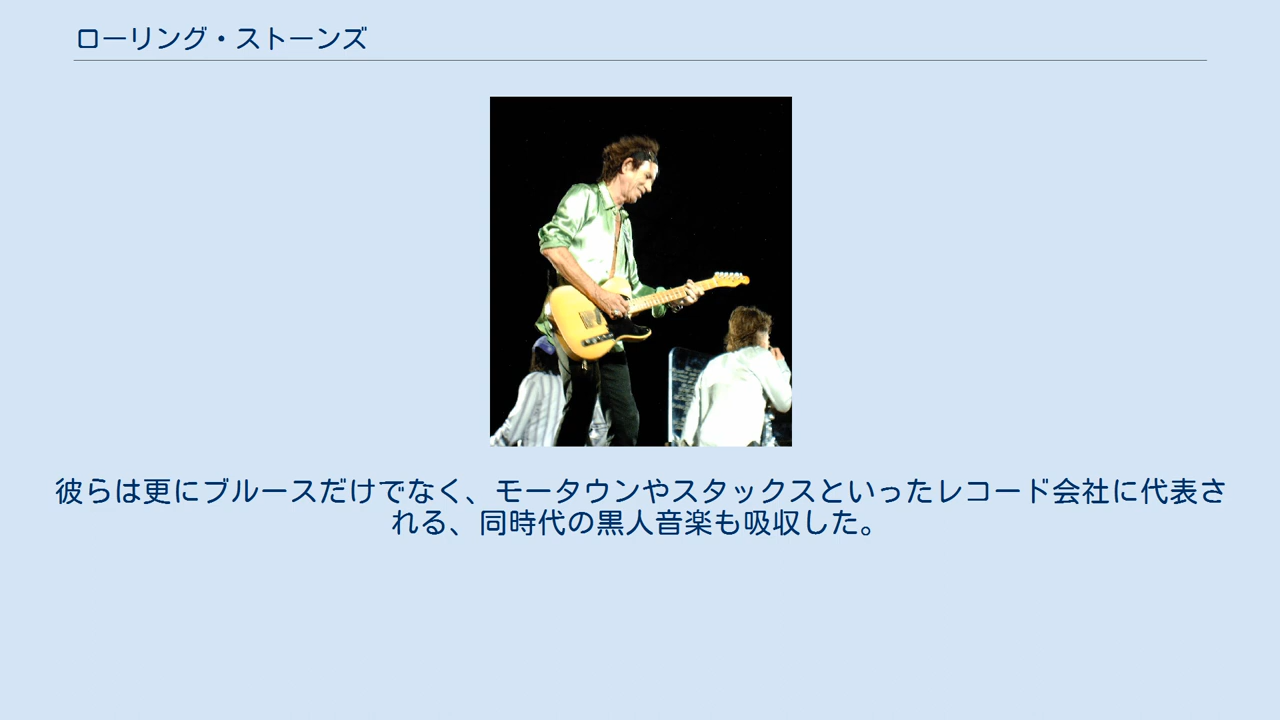 ローリング・ストーンズ
彼らは更にブルースだけでなく、モータウンやスタックスといったレコード会社に代表さ
れる、同時代の黒人音楽も吸収した。